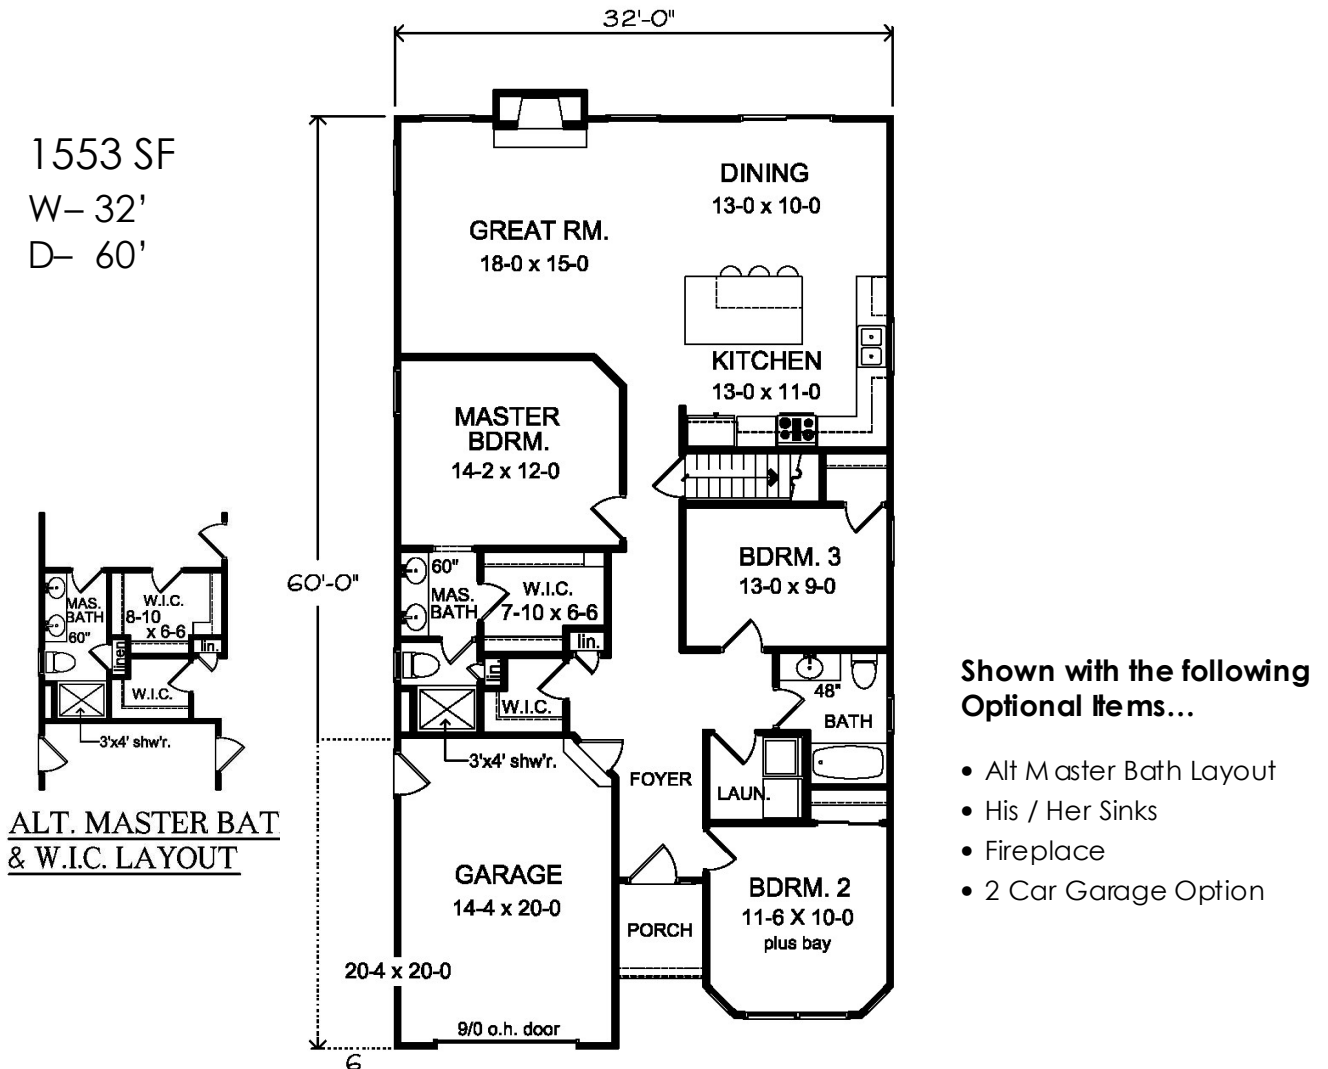 32'-0"
1553 SF
W– 32'
D– 60'
DINING
13-0 x 10-0
GREAT RM.
18-0 x 15-0
KITCHEN
13-0 x 11-0
MASTER
BDRM.
14-2 x 12-0
60'-0"
BDRM. 3
13-0 x 9-0
60"
MAS.
BATH
W.I.C.
7-10 x 6-6
lin.
lin.
W.I.C.
3'x4' shw'r.
MAS.
BATH
60"
W.I.C.
8-10
x 6-6
linen
lin.
W.I.C.
3'x4' shw'r.
ALT. MASTER BAT
& W.I.C. LAYOUT
48"
BATH
FOYER
LAUN.
GARAGE
14-4 x 20-0
BDRM. 2
11-6 X 10-0
plus bay
PORCH
20-4 x 20-0
9/0 o.h. door
6
Shown with the following
Optional Items...
• Alt Master Bath Layout
• His / Her Sinks
• Fireplace
• 2 Car Garage Option